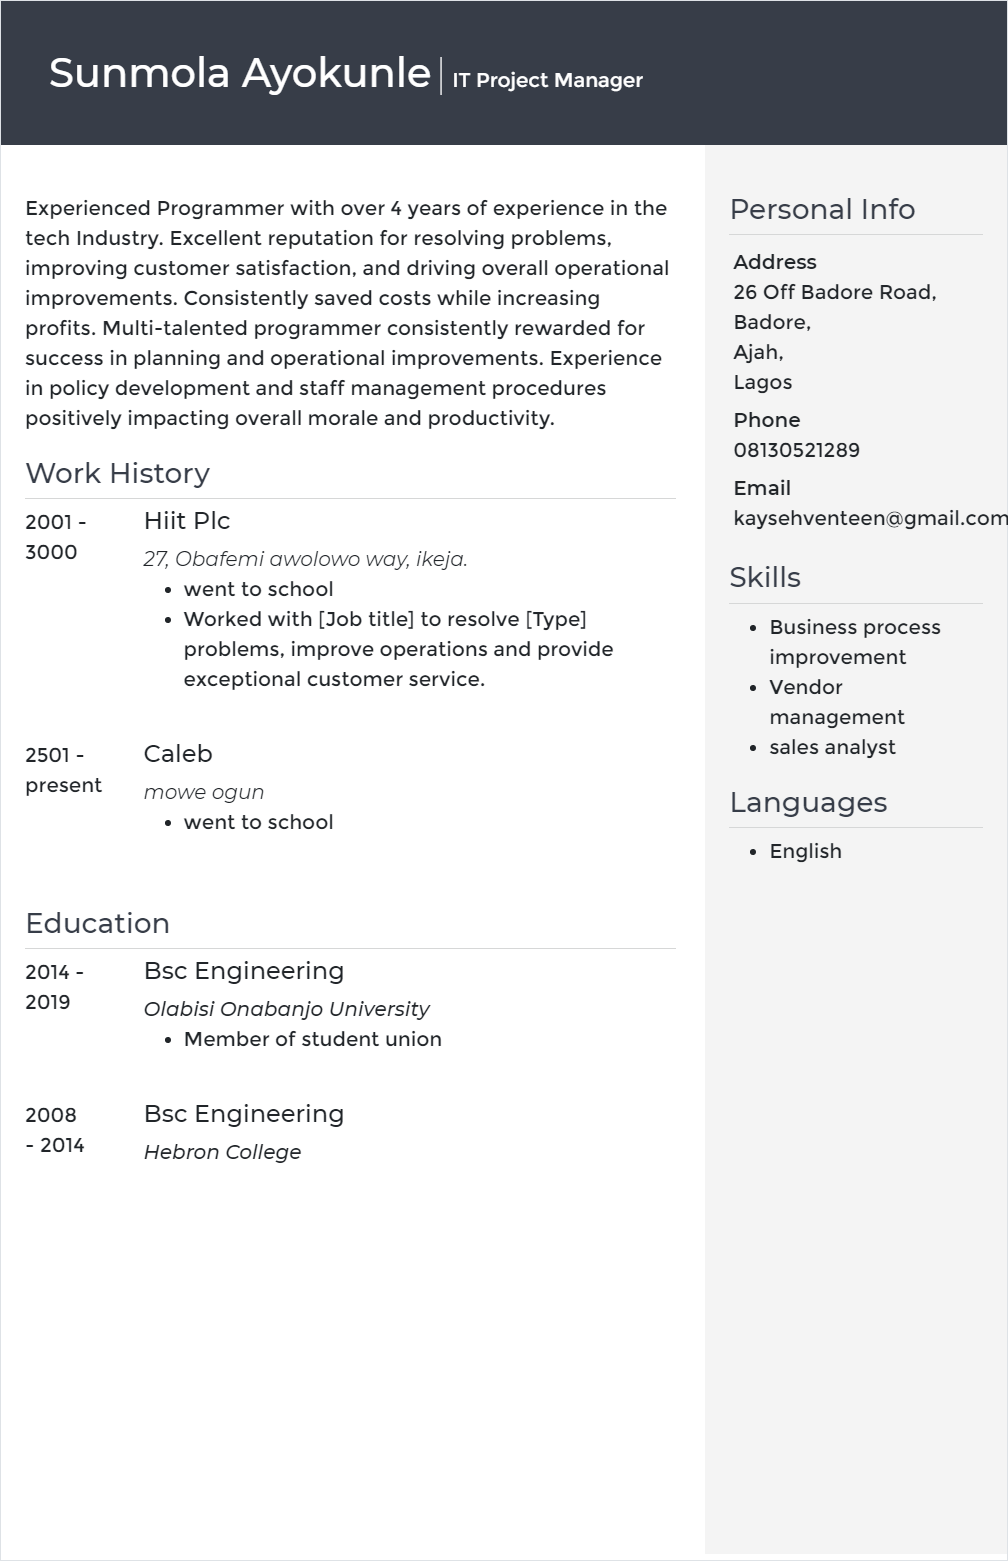 Sunmola Ayokunle
IT Project Manager
Experienced Programmer with over 4 years of experience in the
tech Industry. Excellent reputation for resolving problems,
improving customer satisfaction, and driving overall operational
improvements. Consistently saved costs while increasing
profits. Multi-talented programmer consistently rewarded for
success in planning and operational improvements. Experience
in policy development and staff management procedures
positively impacting overall morale and productivity.
Work History
2001 -
3000
Hiit Plc
27, Obafemi awolowo way, ikeja.
• went to school
• Worked with [Job title] to resolve [Type]
problems, improve operations and provide
exceptional customer service.
2501 -
present
Caleb
mowe ogun
• went to school
Education
2014 -
2019
Bsc Engineering
Olabisi Onabanjo University
• Member of student union
2008
- 2014
Bsc Engineering
Hebron College
Personal Info
Address
26 Off Badore Road,
Badore,
Ajah,
Lagos
Phone
08130521289
Email
kaysehventeen@gmail.com
Skills
• Business process
improvement
• Vendor
management
• sales analyst
Languages
• English